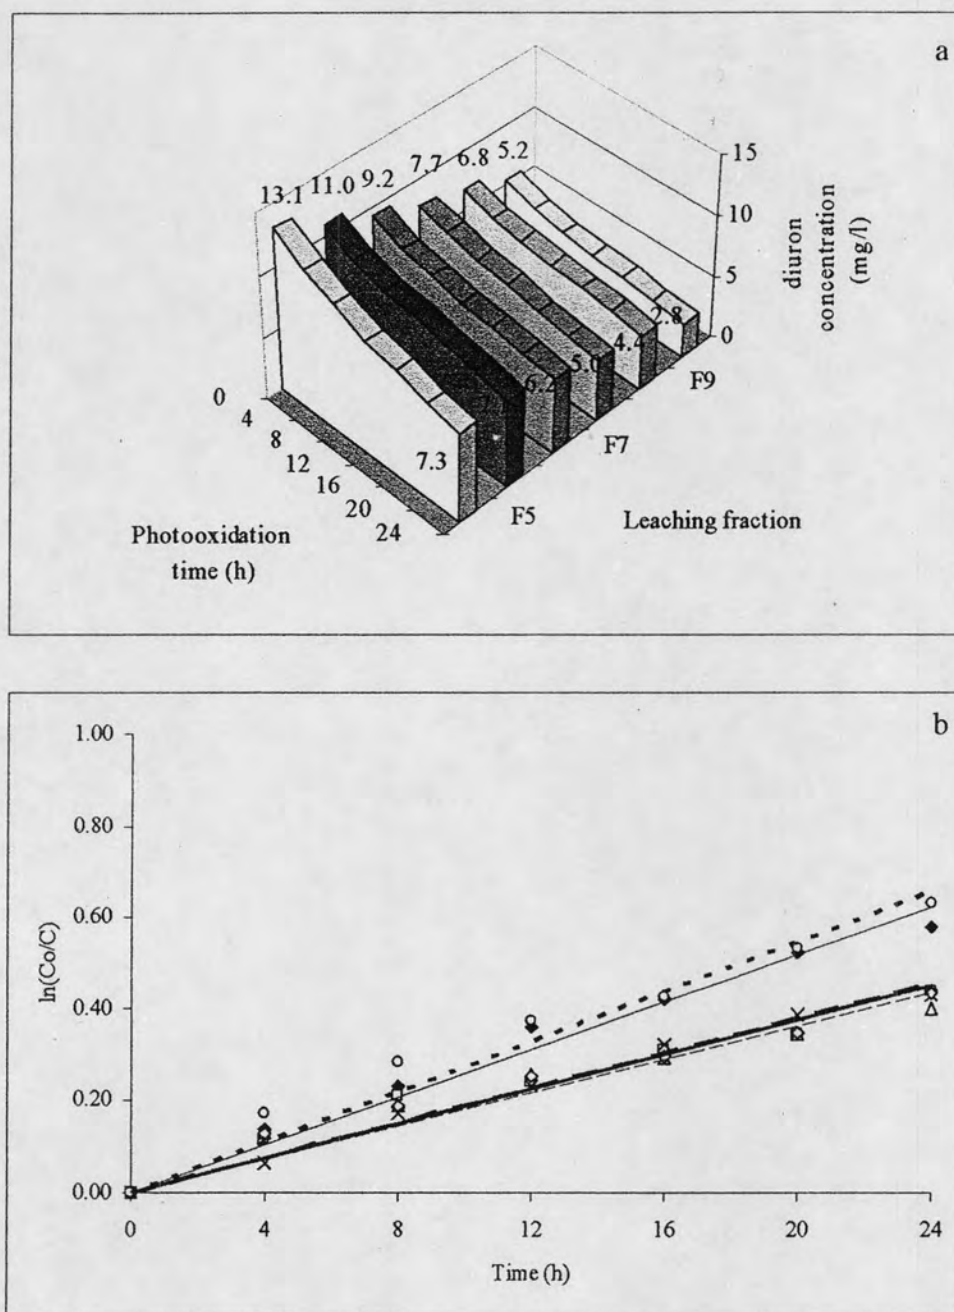 a
13.1 11.0 9.2 7.7 6.8 5.2
15
10
5
0
diuron
concentration
(mg/l)
2.8
4.4
5.0
6.2
7.3
F9
F7
F5
0
4
8
12
16
20
24
Photooxidation
time (h)
Leaching fraction
b
1.00
0.80
0.60
0.40
0.20
0.00
ln(Co/C)
0 4 8 12 16 20 24
Time (h)